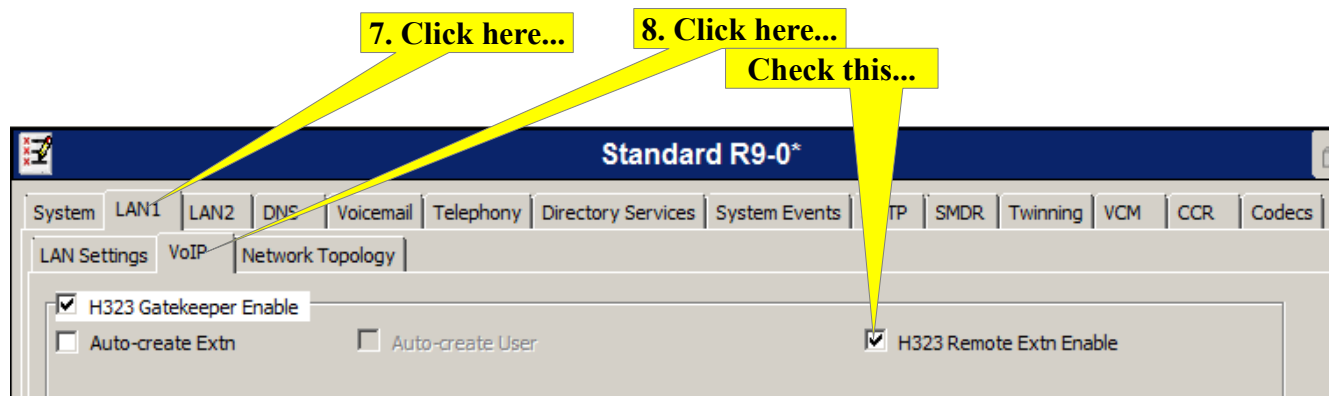 7. Click here...
8. Click here...
Check this...
Standard R9-0*
System LAN1 LAN2 DNS Voicemail Telephony Directory Services System Events TP SMDR Twinning VCM CCR Codecs
LAN Settings VoIP Network Topology
H323 Gatekeeper Enable
Auto-create Extn Auto-create User H323 Remote Extn Enable